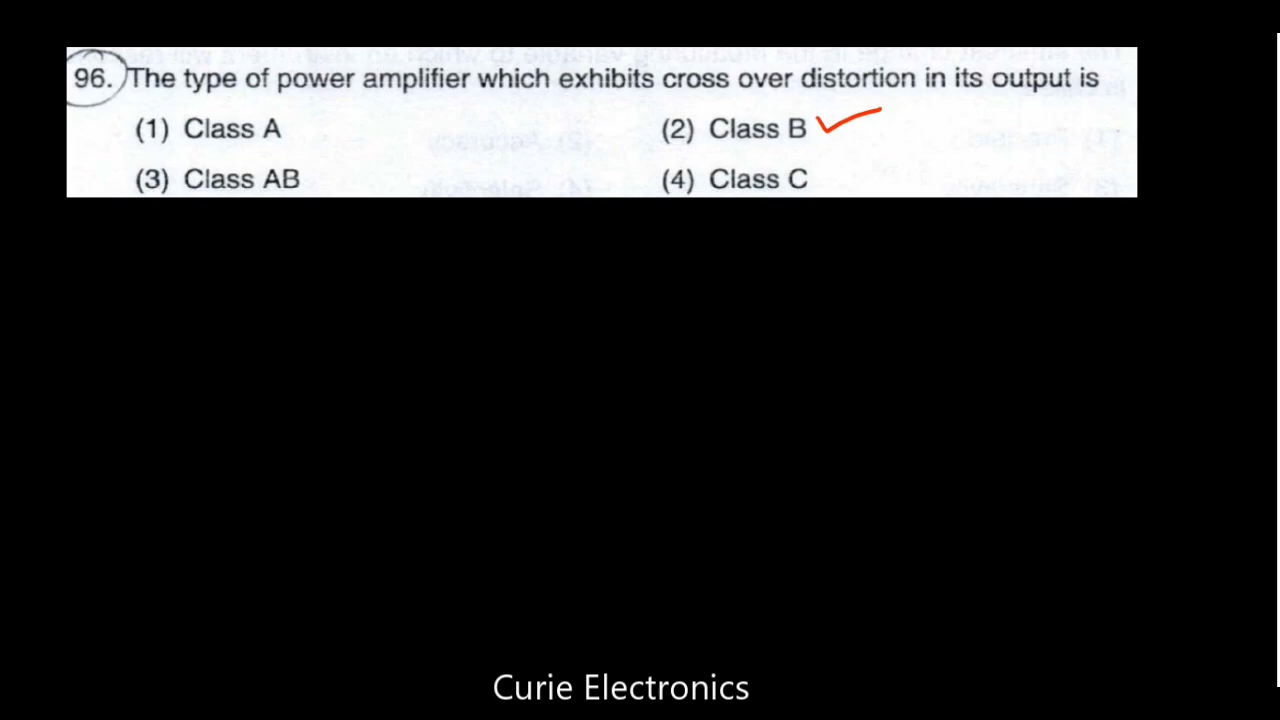 96. The type of power amplifier which exhibits cross over distortion in its output is
(1) Class A (2) Class B
(3) Class AB (4) Class C
Curie Electronics